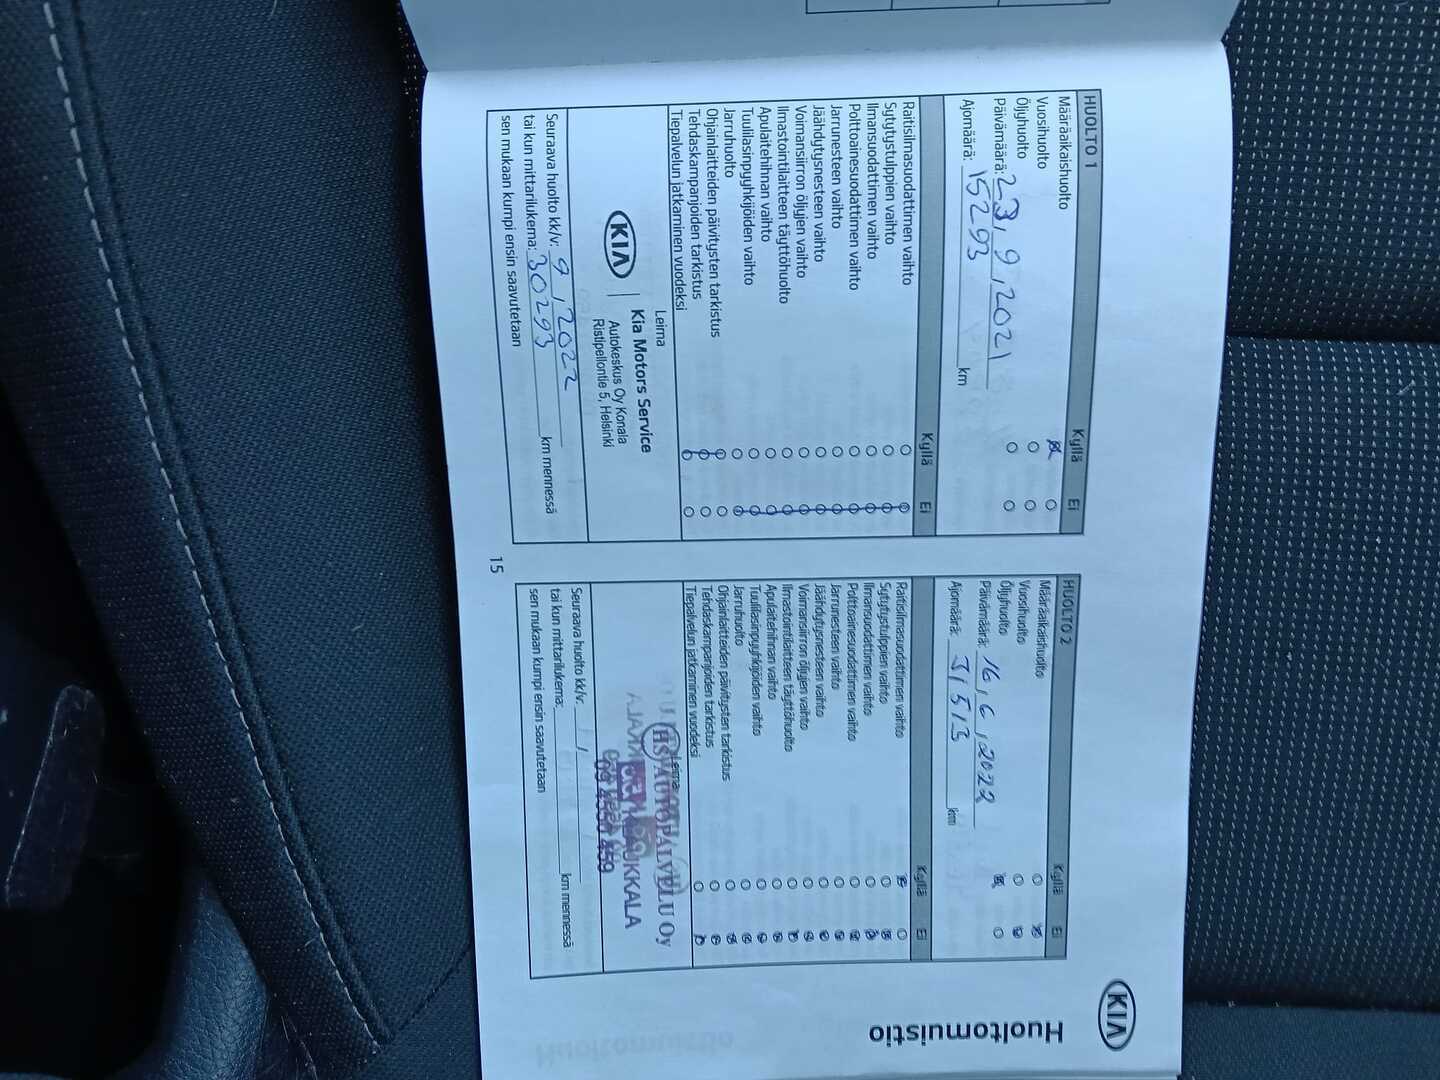 KIA
Huoltomuistio
HUOLTO 1
Kyllä Ei
Määräaikaishuolto
Vuosihuolto
Öljyhuolto
Päivämäärä: 23, 9, 2021
Ajomäärä: 15293 km
Kyllä Ei
Raitisilmasuodattimen vaihto
Sytytystulppien vaihto
Ilmansuodattimen vaihto
Polttoainesuodattimen vaihto
Jarrunesteen vaihto
Jäähdytysnesteen vaihto
Voimansiirron öljyjen vaihto
Ilmastointilaitteen täyttöhuolto
Apulaitehihnan vaihto
Tuulilasinpyyhkijöiden vaihto
Jarruhuolto
Ohjainlaitteiden päivitysten tarkistus
Tehdaskampanjoiden tarkistus
Tiepalvelun jatkaminen vuodeksi
Leima
KIA
Kia Motors Service
Autokeskus Oy Konala
Ristipellontie 5, Helsinki
Seuraava huolto kk/v: 9, 2022
tai kun mittarilukema: 30293 km mennessä
sen mukaan kumpi ensin saavutetaan
15
HUOLTO 2
Kyllä Ei
Määräaikaishuolto
Vuosihuolto
Öljyhuolto
Päivämäärä: 16, 6, 2022
Ajomäärä: 31513 km
Kyllä Ei
Raitisilmasuodattimen vaihto
Sytytystulppien vaihto
Ilmansuodattimen vaihto
Polttoainesuodattimen vaihto
Jarrunesteen vaihto
Jäähdytysnesteen vaihto
Voimansiirron öljyjen vaihto
Ilmastointilaitteen täyttöhuolto
Apulaitehihnan vaihto
Tuulilasinpyyhkijöiden vaihto
Jarruhuolto
Ohjainlaitteiden päivitysten tarkistus
Tehdaskampanjoiden tarkistus
Tiepalvelun jatkaminen vuodeksi
Leima
HS AUTOPALVELU Oy
KLAUKKALA
09 4550 459
Seuraava huolto kk/v: /
tai kun mittarilukema: km mennessä
sen mukaan kumpi ensin saavutetaan